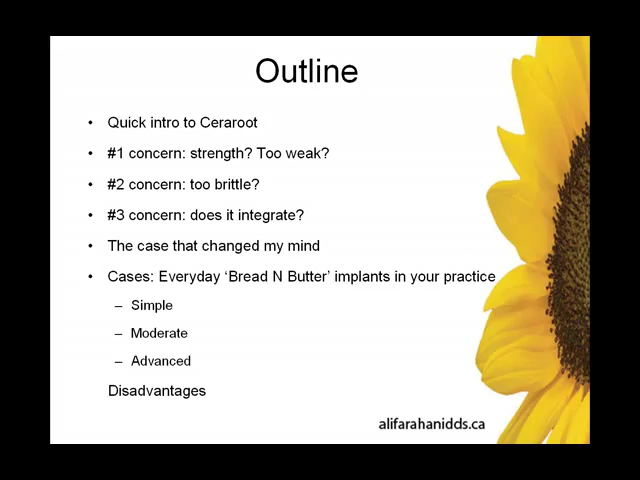 Outline
• Quick intro to Ceraroot
• #1 concern: strength? Too weak?
• #2 concern: too brittle?
• #3 concern: does it integrate?
• The case that changed my mind
• Cases: Everyday ‘Bread N Butter’ implants in your practice
– Simple
– Moderate
– Advanced
Disadvantages
alifarahanidds.ca